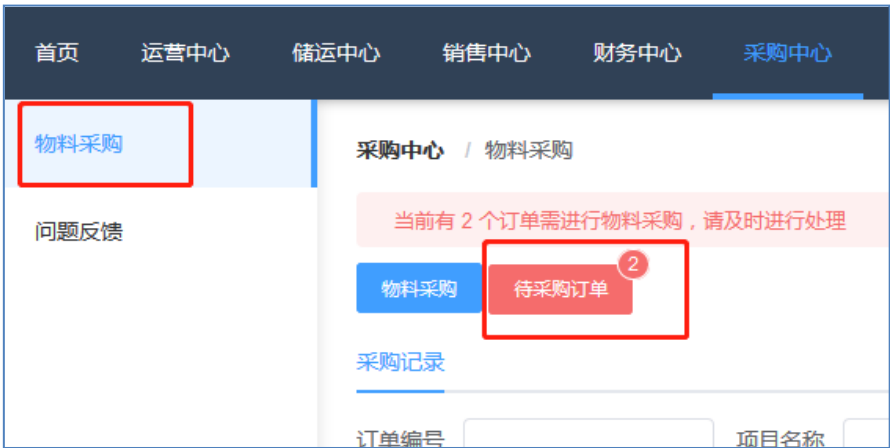 首页 运营中心 储运中心 销售中心 财务中心 采购中心
物料采购
问题反馈
采购中心 / 物料采购
当前有 2 个订单需进行物料采购，请及时进行处理
物料采购 待采购订单 2
采购记录
订单编号 项目名称